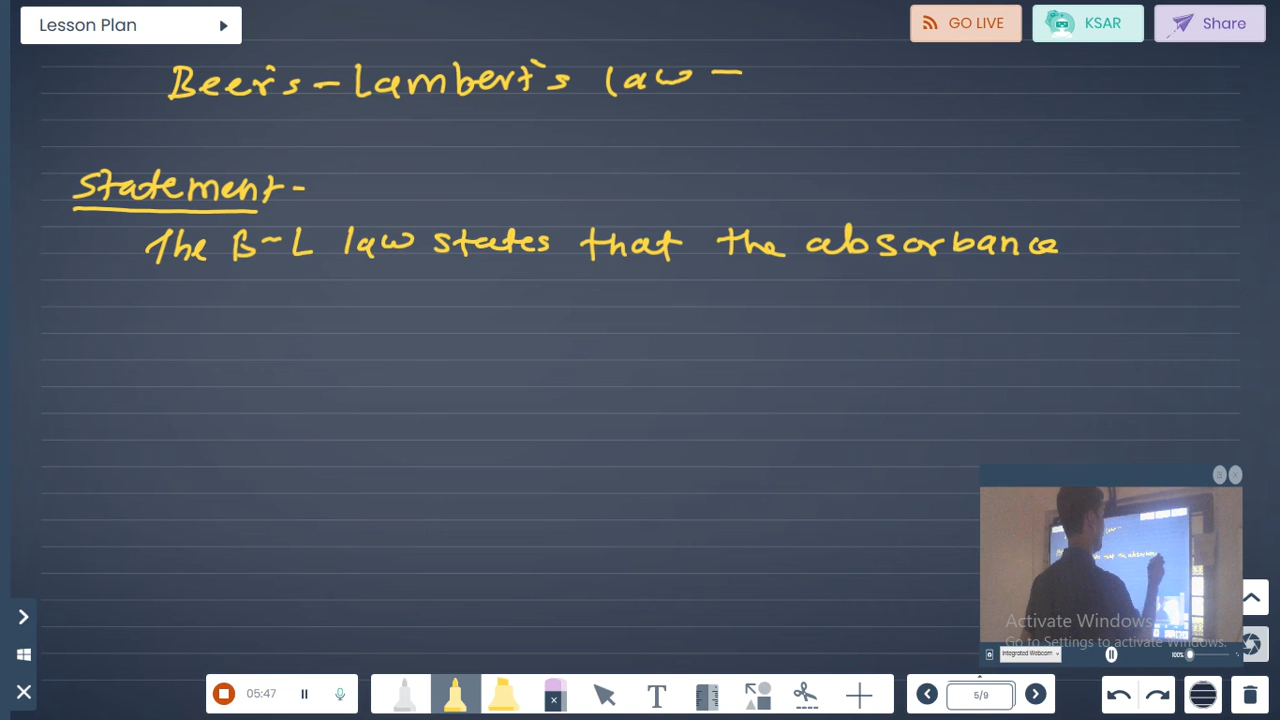 Lesson Plan
GO LIVE
KSAR
Share
Beer's - Lambert's law -
Statement -
The B-L law states that the absorbance
Activate Windows
Go to Settings to activate Windows.
Integrated Webcam
100%
05:47
T
5/9